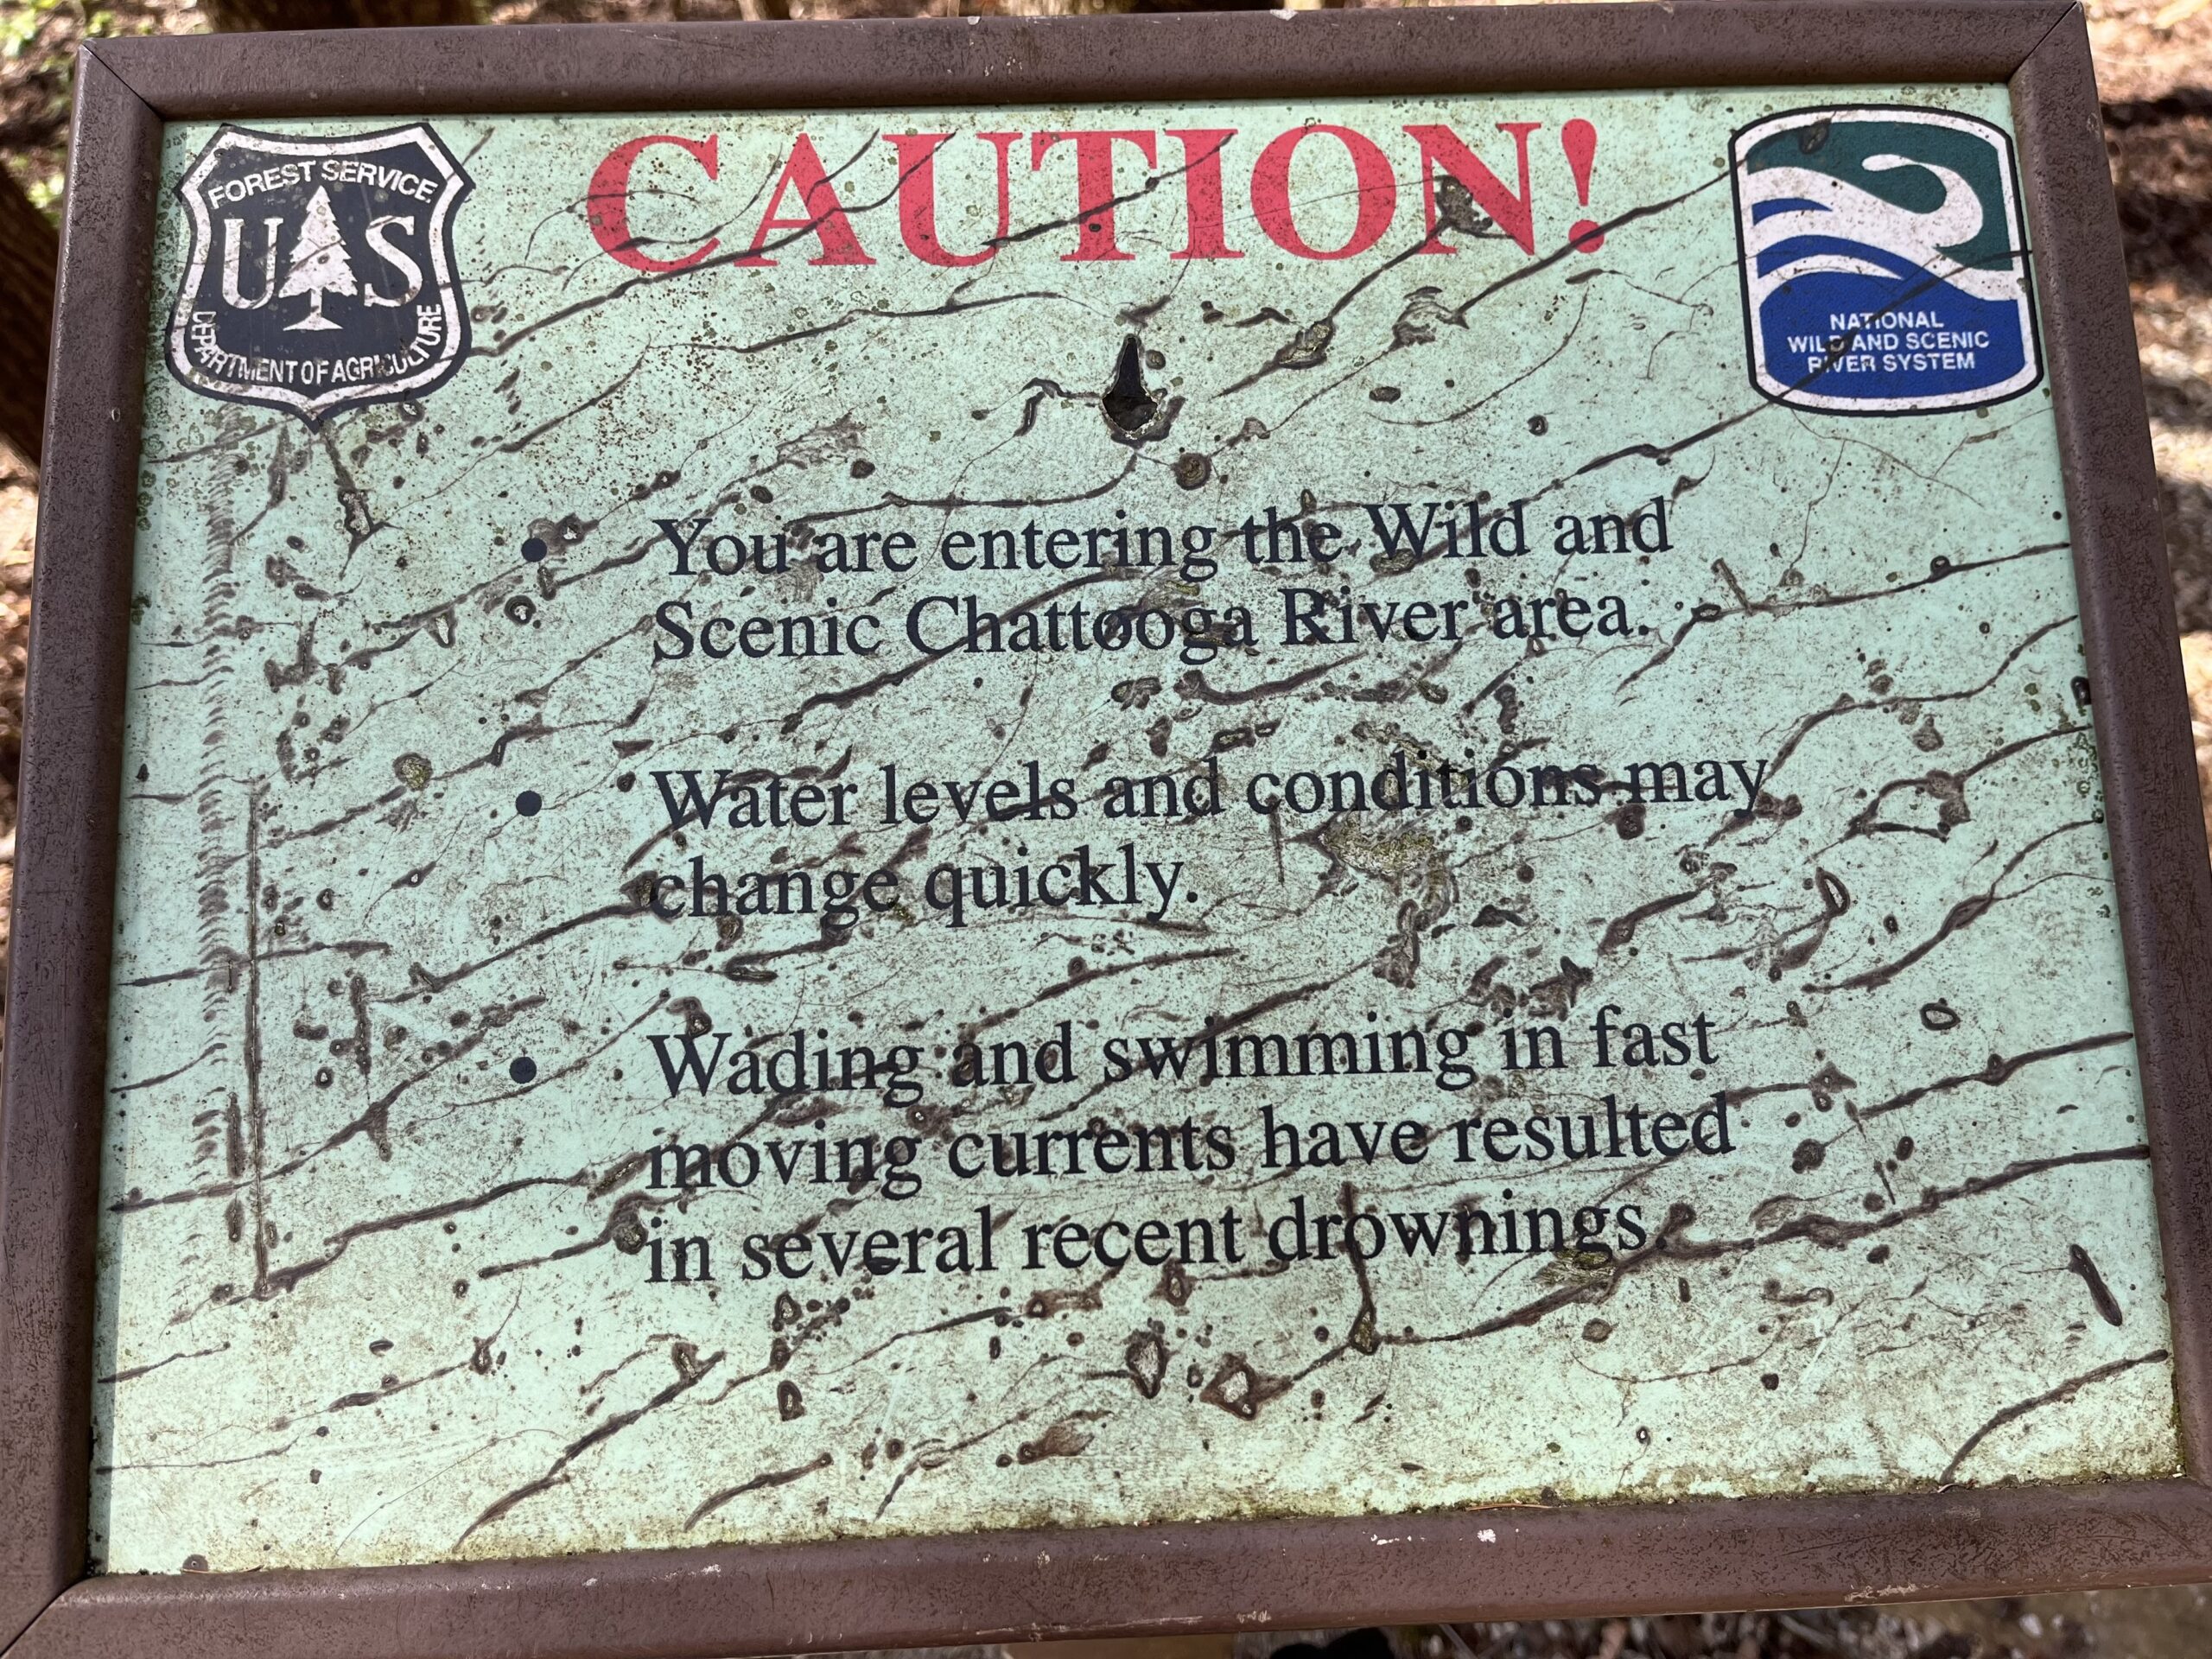 FOREST SERVICE
US
DEPARTMENT OF AGRICULTURE
CAUTION!
NATIONAL
WILD AND SCENIC
RIVER SYSTEM
• You are entering the Wild and
Scenic Chattooga River area.
• Water levels and conditions may
change quickly.
• Wading and swimming in fast
moving currents have resulted
in several recent drownings.